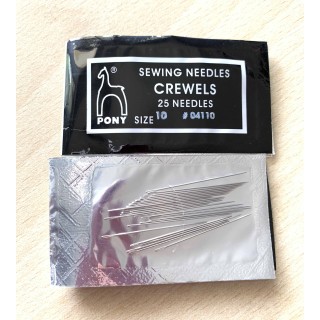 ®
SEWING NEEDLES
CREWELS
25 NEEDLES
PONY
SIZE 10 # 04110